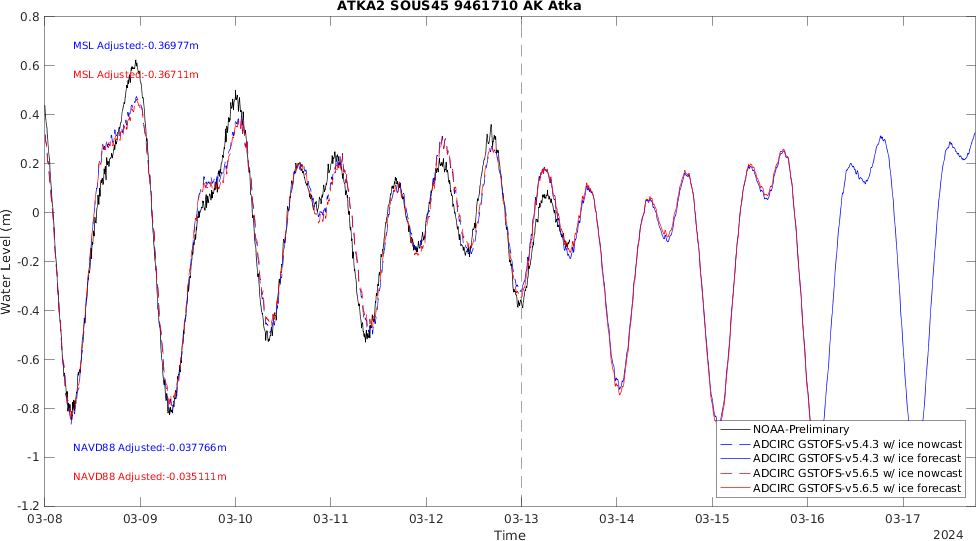 ATKA2 SOUS45 9461710 AK Atka
MSL Adjusted:-0.36977m
MSL Adjusted:-0.36711m
NAVD88 Adjusted:-0.037766m
NAVD88 Adjusted:-0.035111m
Water Level (m)
0.8
0.6
0.4
0.2
0
-0.2
-0.4
-0.6
-0.8
-1
-1.2
NOAA-Preliminary
ADCIRC GSTOFS-v5.4.3 w/ ice nowcast
ADCIRC GSTOFS-v5.4.3 w/ ice forecast
ADCIRC GSTOFS-v5.6.5 w/ ice nowcast
ADCIRC GSTOFS-v5.6.5 w/ ice forecast
03-08 03-09 03-10 03-11 03-12 03-13 03-14 03-15 03-16 03-17
Time
2024